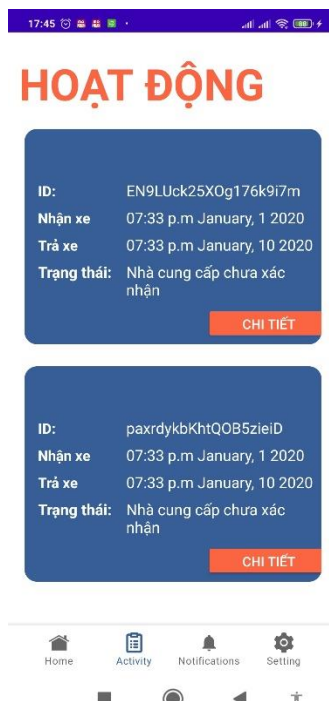 17:45
HOẠT ĐỘNG
ID: EN9LUck25XOg176k9i7m
Nhận xe 07:33 p.m January, 1 2020
Trả xe 07:33 p.m January, 10 2020
Trạng thái: Nhà cung cấp chưa xác
nhận
CHI TIẾT
ID: paxrdykbKhtQOB5zieiD
Nhận xe 07:33 p.m January, 1 2020
Trả xe 07:33 p.m January, 10 2020
Trạng thái: Nhà cung cấp chưa xác
nhận
CHI TIẾT
Home Activity Notifications Setting